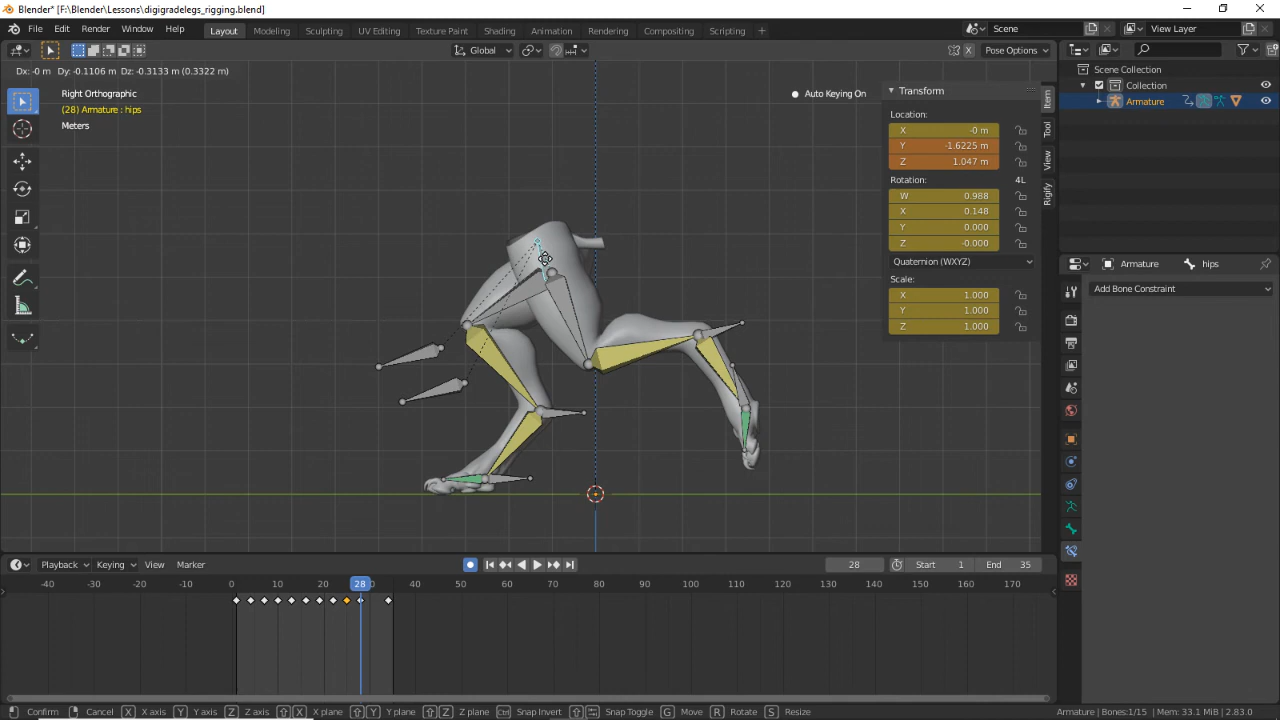 Blender* [F:\Blender\Lessons\digigradelegs_rigging.blend]
File Edit Render Window Help Layout Modeling Sculpting UV Editing Texture Paint Shading Animation Rendering Compositing Scripting + Scene View Layer
Global Pose Options
Dx: -0 m Dy: -0.1106 m Dz: -0.3133 m (0.3322 m)
Right Orthographic
(28) Armature : hips
Meters
Auto Keying On
Transform
Location:
X -0 m
Y -1.6225 m
Z 1.047 m
Rotation: 4L
W 0.988
X 0.148
Y 0.000
Z -0.000
Quaternion (WXYZ)
Scale:
X 1.000
Y 1.000
Z 1.000
Item
Tool
View
Rigify
Scene Collection
Collection
Armature
Armature hips
Add Bone Constraint
Playback Keying View Marker 28 Start 1 End 35
-40 -30 -20 -10 0 10 20 28 40 50 60 70 80 90 100 110 120 130 140 150 160 170
Confirm Cancel X X axis Y Y axis Z Z axis X X plane Y Y plane Z Z plane Snap Invert Snap Toggle G Move R Rotate S Resize Armature | Bones:1/15 | Mem: 33.1 MiB | 2.83.0